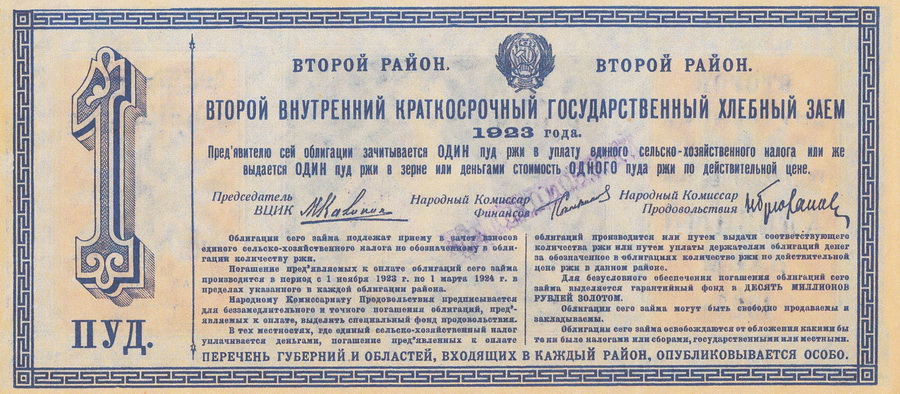 ВТОРОЙ РАЙОН. ВТОРОЙ РАЙОН.
ВТОРОЙ ВНУТРЕННИЙ КРАТКОСРОЧНЫЙ ГОСУДАРСТВЕННЫЙ ХЛЕБНЫЙ ЗАЕМ
1923 года.
Пред'явителю сей облигации зачитывается ОДИН пуд ржи в уплату единого сельско-хозяйственного налога или же
выдается ОДИН пуд ржи в зерне или деньгами стоимость ОДНОГО пуда ржи по действительной цене.
Председатель ВЦИК
Народный Комиссар Финансов
Народный Комиссар Продовольствия
Облигации сего займа подлежат приему в зачет взносов
единого сельско-хозяйственного налога по обозначенному в обли-
гации количеству ржи.
Погашение пред'являемых к оплате облигаций сего займа
производится в период с 1 ноября 1923 г. по 1 марта 1924 г. в
пределах указанного в каждой облигации района.
Народному Комиссариату Продовольствия предписывается
для беззамедлительного и точного погашения облигаций, пред'-
являемых к оплате, выделить специальный фонд продовольствия.
В тех местностях, где единый сельско-хозяйственный налог
уплачивается деньгами, погашение пред'явленных к оплате
облигаций производится или путем выдачи соответствующего
количества ржи или путем уплаты держателям облигаций денег
за обозначенное в облигациях количество ржи по действительной
цене ржи в данном районе.
Для безусловного обеспечения погашения облигаций сего
займа выделяется гарантийный фонд в ДЕСЯТЬ МИЛЛИОНОВ
РУБЛЕЙ ЗОЛОТОМ.
Облигации сего займа могут быть свободно продаваемы и
закладываемы.
Облигации сего займа освобождаются от обложения какими бы
то ни было налогами или сборами, государственными или местными.
ПЕРЕЧЕНЬ ГУБЕРНИЙ И ОБЛАСТЕЙ, ВХОДЯЩИХ В КАЖДЫЙ РАЙОН, ОПУБЛИКОВЫВАЕТСЯ ОСОБО.
1
ПУД.